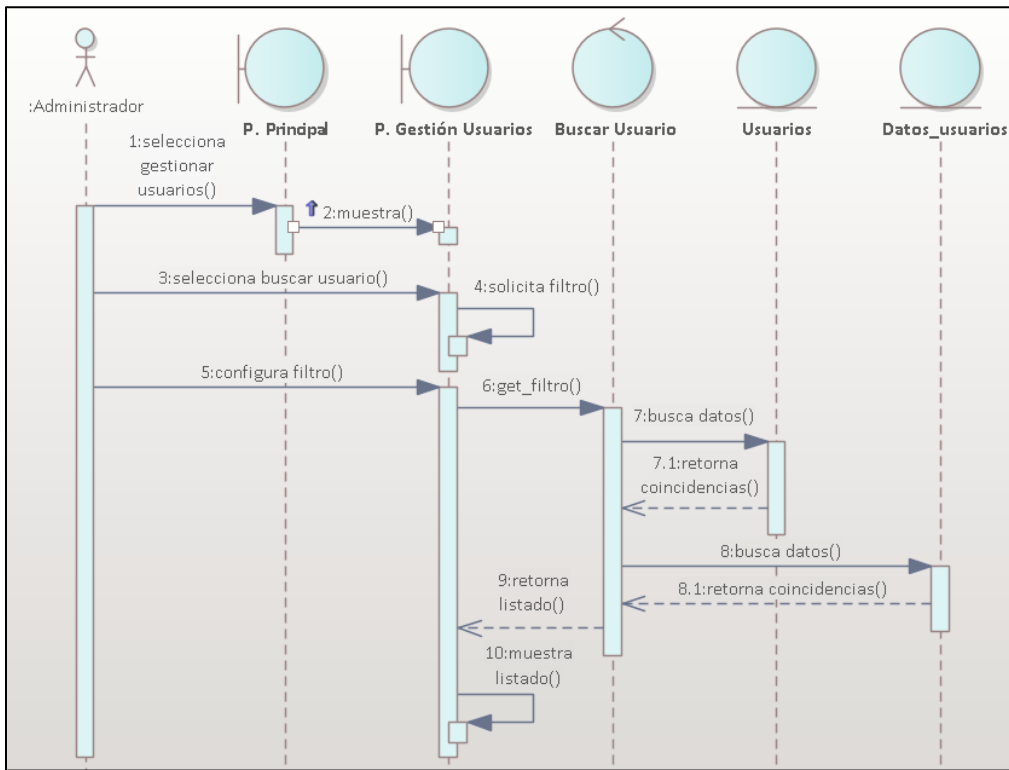 :Administrador
P. Principal
P. Gestión Usuarios
Buscar Usuario
Usuarios
Datos_usuarios
1:selecciona
gestionar
usuarios()
2:muestra()
3:selecciona buscar usuario()
4:solicita filtro()
5:configura filtro()
6:get_filtro()
7:busca datos()
7.1:retorna
coincidencias()
8:busca datos()
8.1:retorna coincidencias()
9:retorna
listado()
10:muestra
listado()